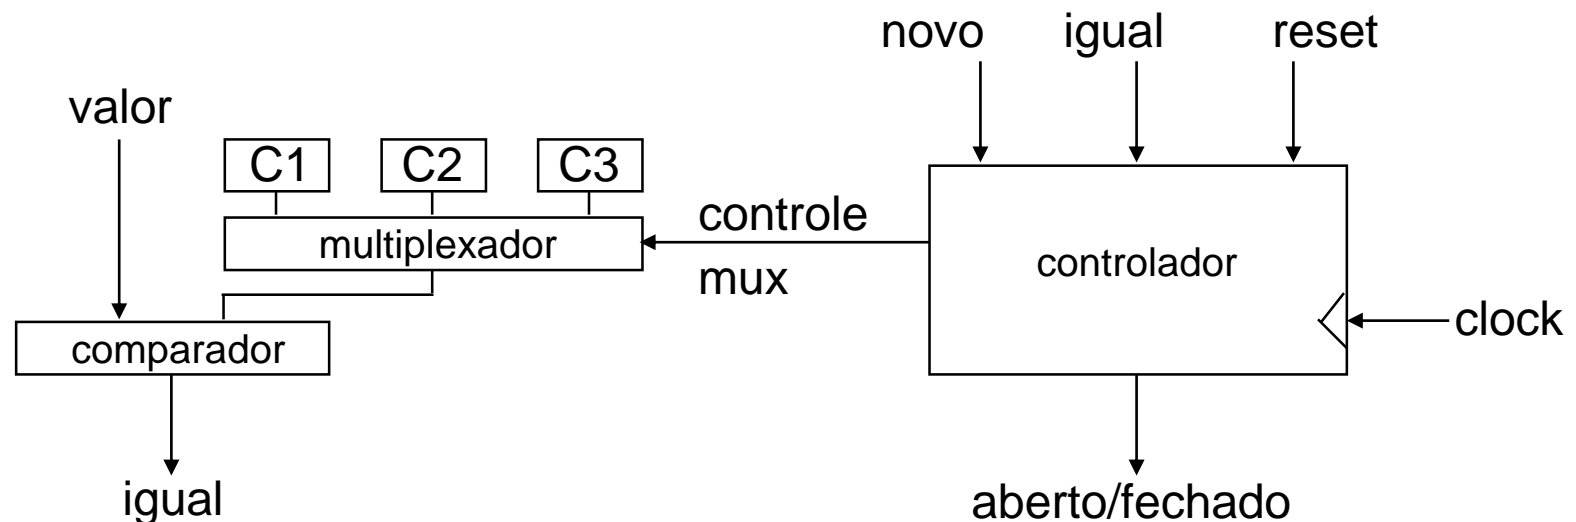 novo igual reset
valor
C1 C2 C3
controle
multiplexador
mux
controlador
clock
comparador
igual
aberto/fechado